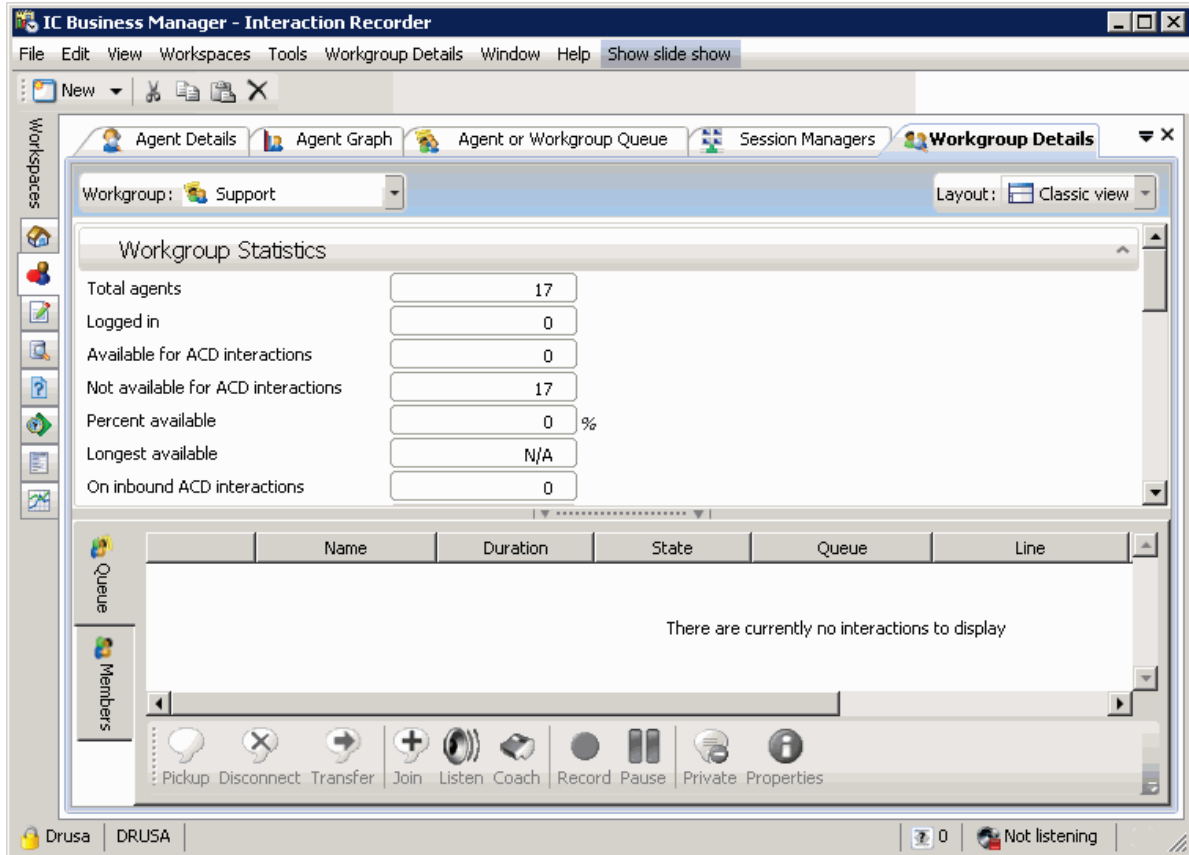 IC Business Manager - Interaction Recorder
File Edit View Workspaces Tools Workgroup Details Window Help Show slide show
New
Workspaces
Agent Details Agent Graph Agent or Workgroup Queue Session Managers Workgroup Details
Workgroup: Support Layout: Classic view
Workgroup Statistics
Total agents 17
Logged in 0
Available for ACD interactions 0
Not available for ACD interactions 17
Percent available 0 %
Longest available N/A
On inbound ACD interactions 0
Queue
Members
Name Duration State Queue Line
There are currently no interactions to display
Pickup Disconnect Transfer Join Listen Coach Record Pause Private Properties
Drusa DRUSA 0 Not listening